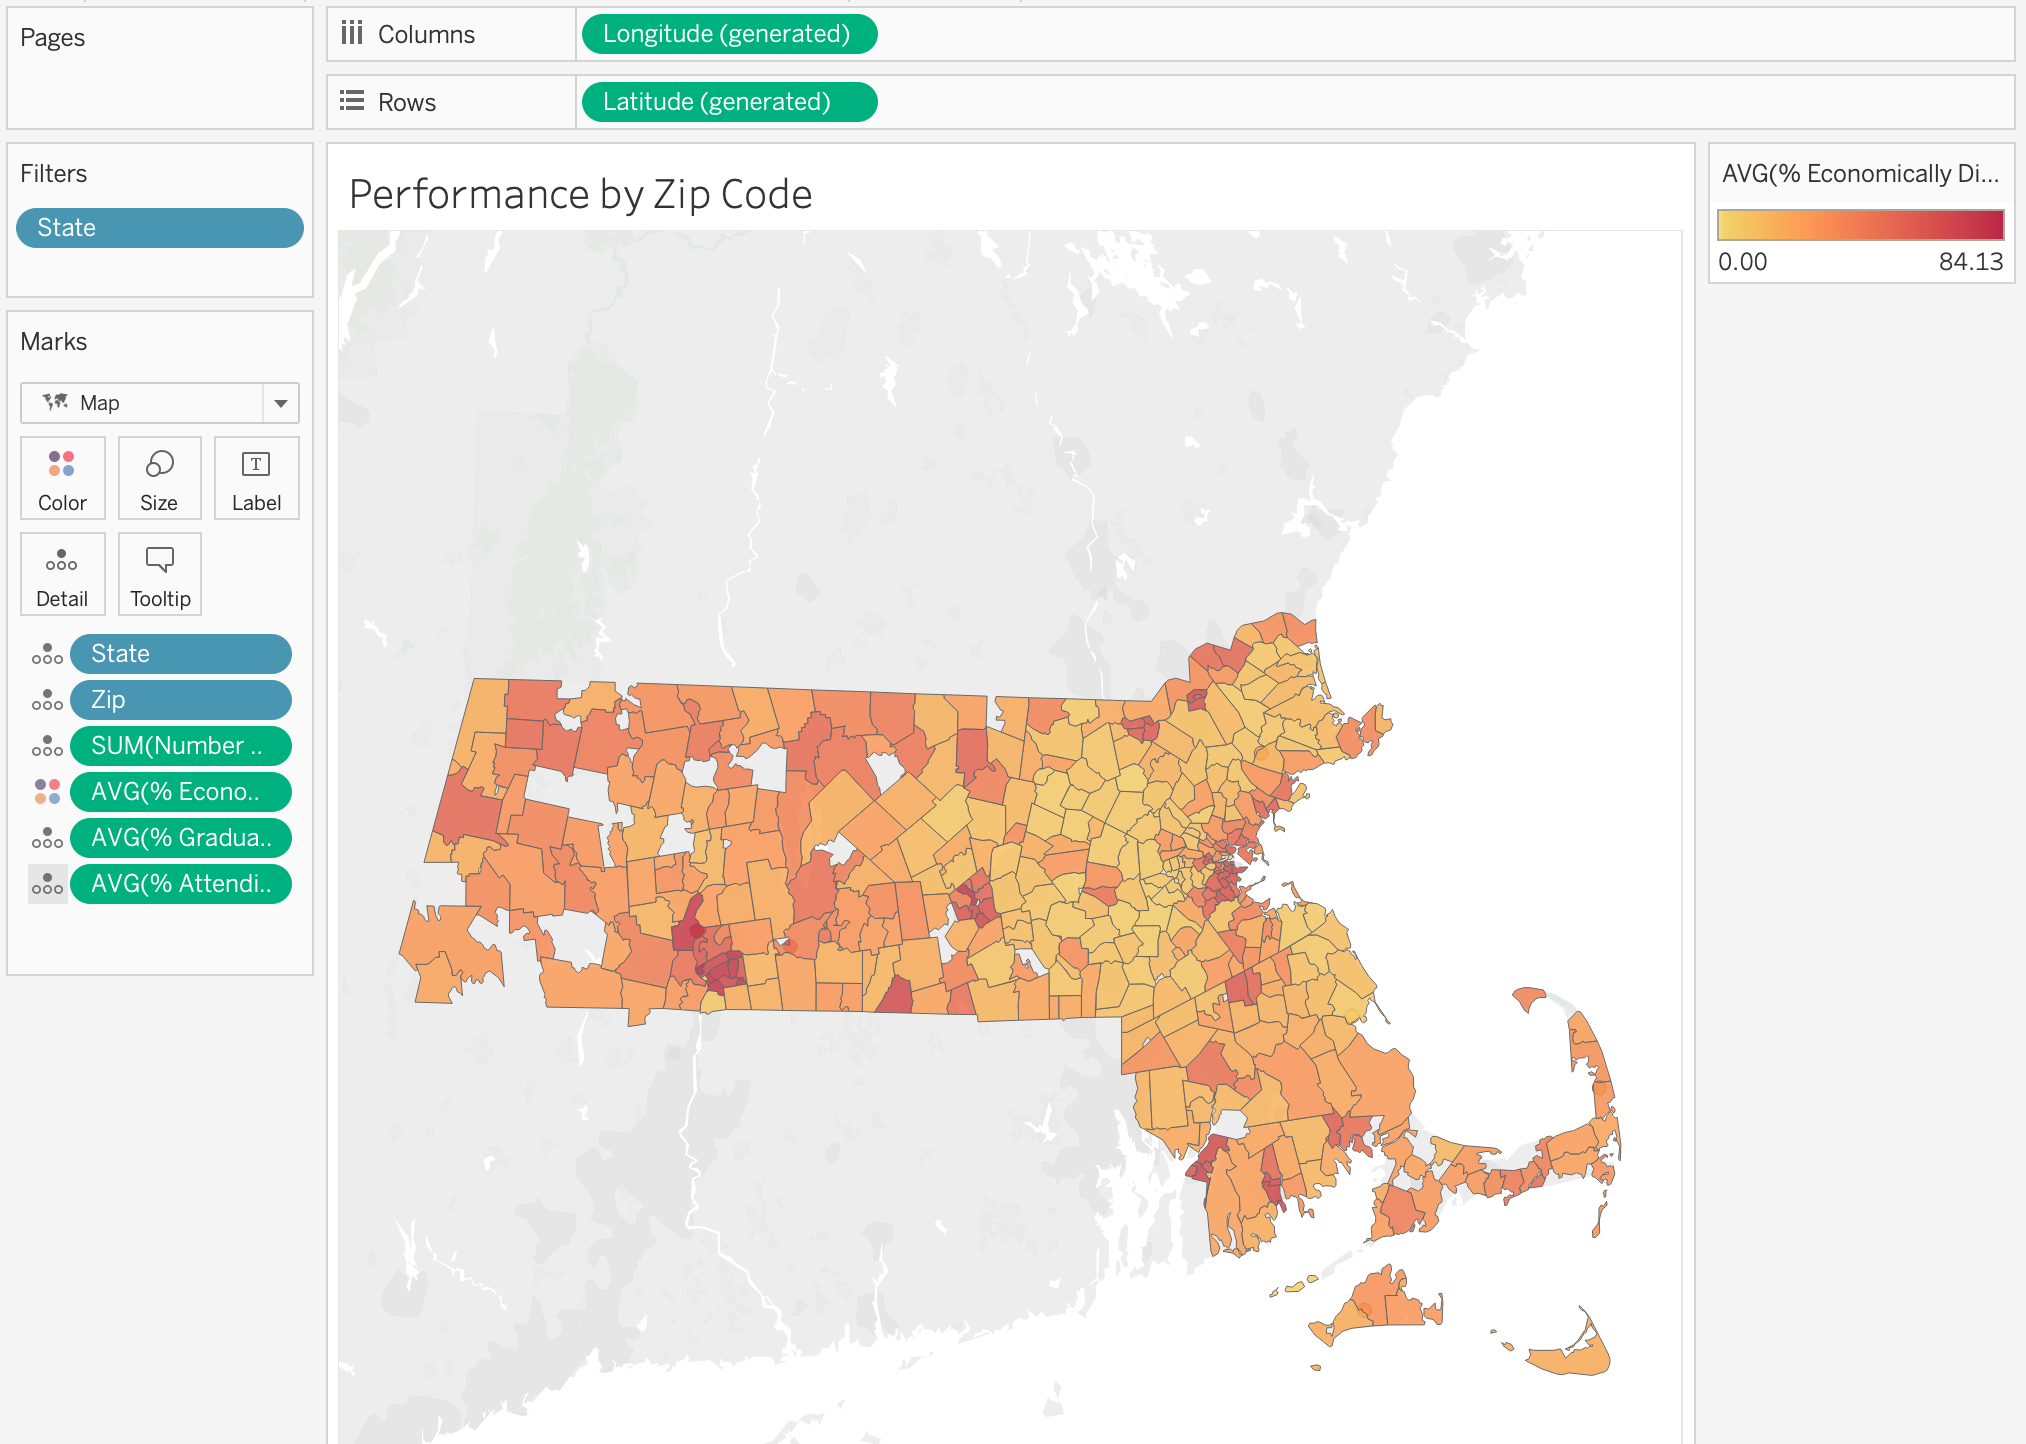 Pages
Columns
Longitude (generated)
Rows
Latitude (generated)
Filters
State
Marks
Map
Color
Size
T
Label
Detail
Tooltip
State
Zip
SUM(Number ..
AVG(% Econo..
AVG(% Gradua..
AVG(% Attendi..
Performance by Zip Code
AVG(% Economically Di...
0.00
84.13